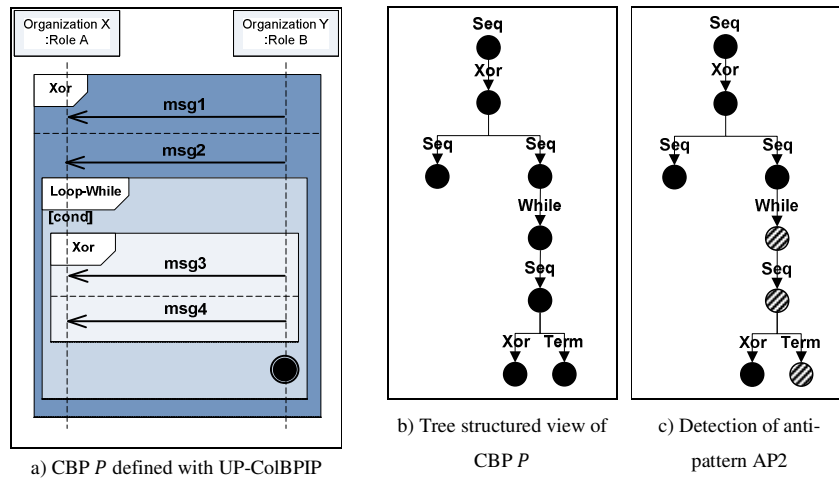 Organization X
:Role A
Organization Y
:Role B
Xor
msg1
msg2
Loop-While
[cond]
Xor
msg3
msg4
a) CBP P defined with UP-ColBPIP
Seq
Xor
Seq
Seq
While
Seq
Xor
Term
b) Tree structured view of
CBP P
Seq
Xor
Seq
Seq
While
Seq
Xor
Term
c) Detection of anti-
pattern AP2